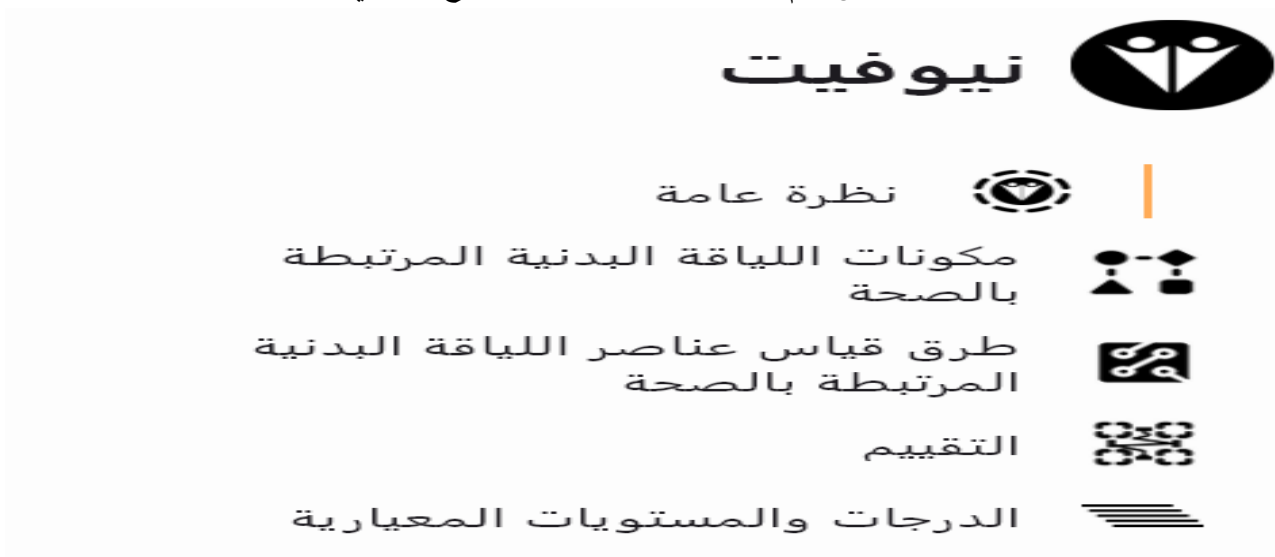 نيوفيت
نظرة عامة
مكونات اللياقة البدنية المرتبطة
بالصحة
طرق قياس عناصر اللياقة البدنية
المرتبطة بالصحة
التقييم
الدرجات والمستويات المعيارية